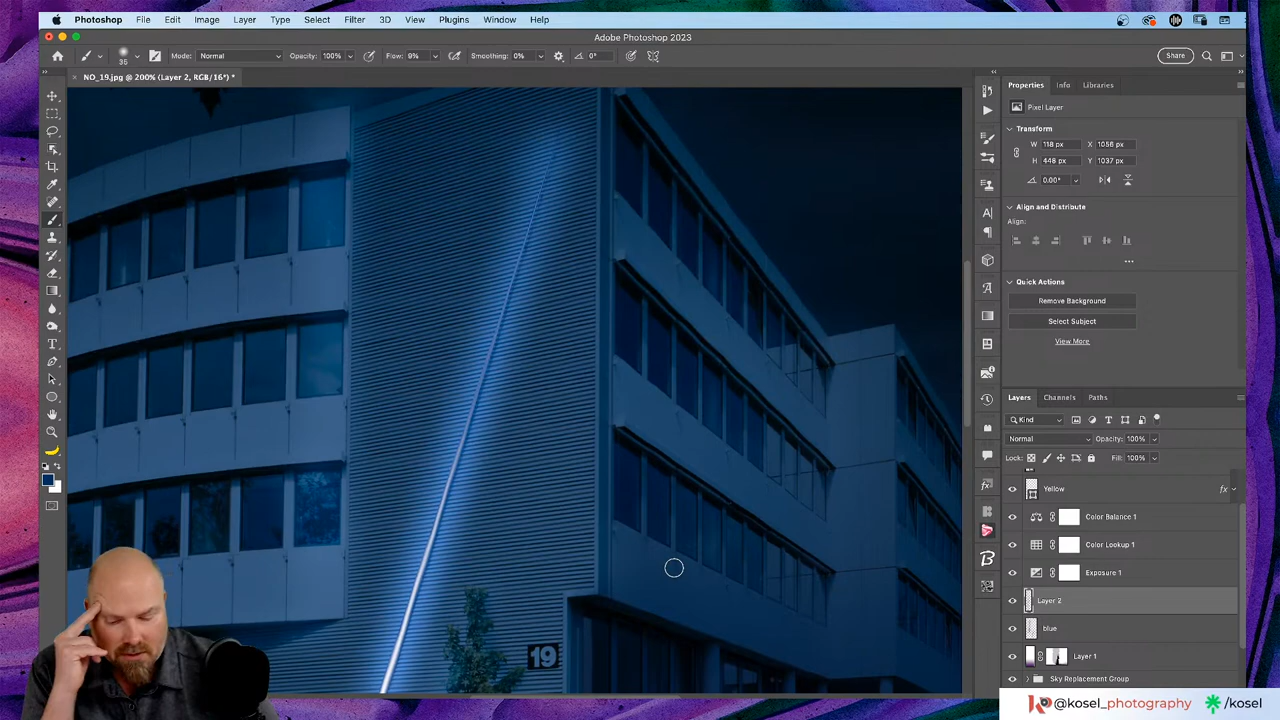 Photoshop File Edit Image Layer Type Select Filter 3D View Plugins Window Help
Adobe Photoshop 2023
35 Mode: Normal Opacity: 100% Flow: 9% Smoothing: 0% 0° Share
NO_19.jpg @ 200% (Layer 2, RGB/16*) *
Properties Info Libraries
Pixel Layer
Transform
W 118 px X 1056 px
H 448 px Y 1037 px
0.00°
Align and Distribute
Align:
Quick Actions
Remove Background
Select Subject
View More
Layers Channels Paths
Kind
Normal Opacity: 100%
Lock: Fill: 100%
Yellow fx
Color Balance 1
Color Lookup 1
Exposure 1
Layer 2
blue
Layer 1
Sky Replacement Group
19
@kosel_photography /kosel